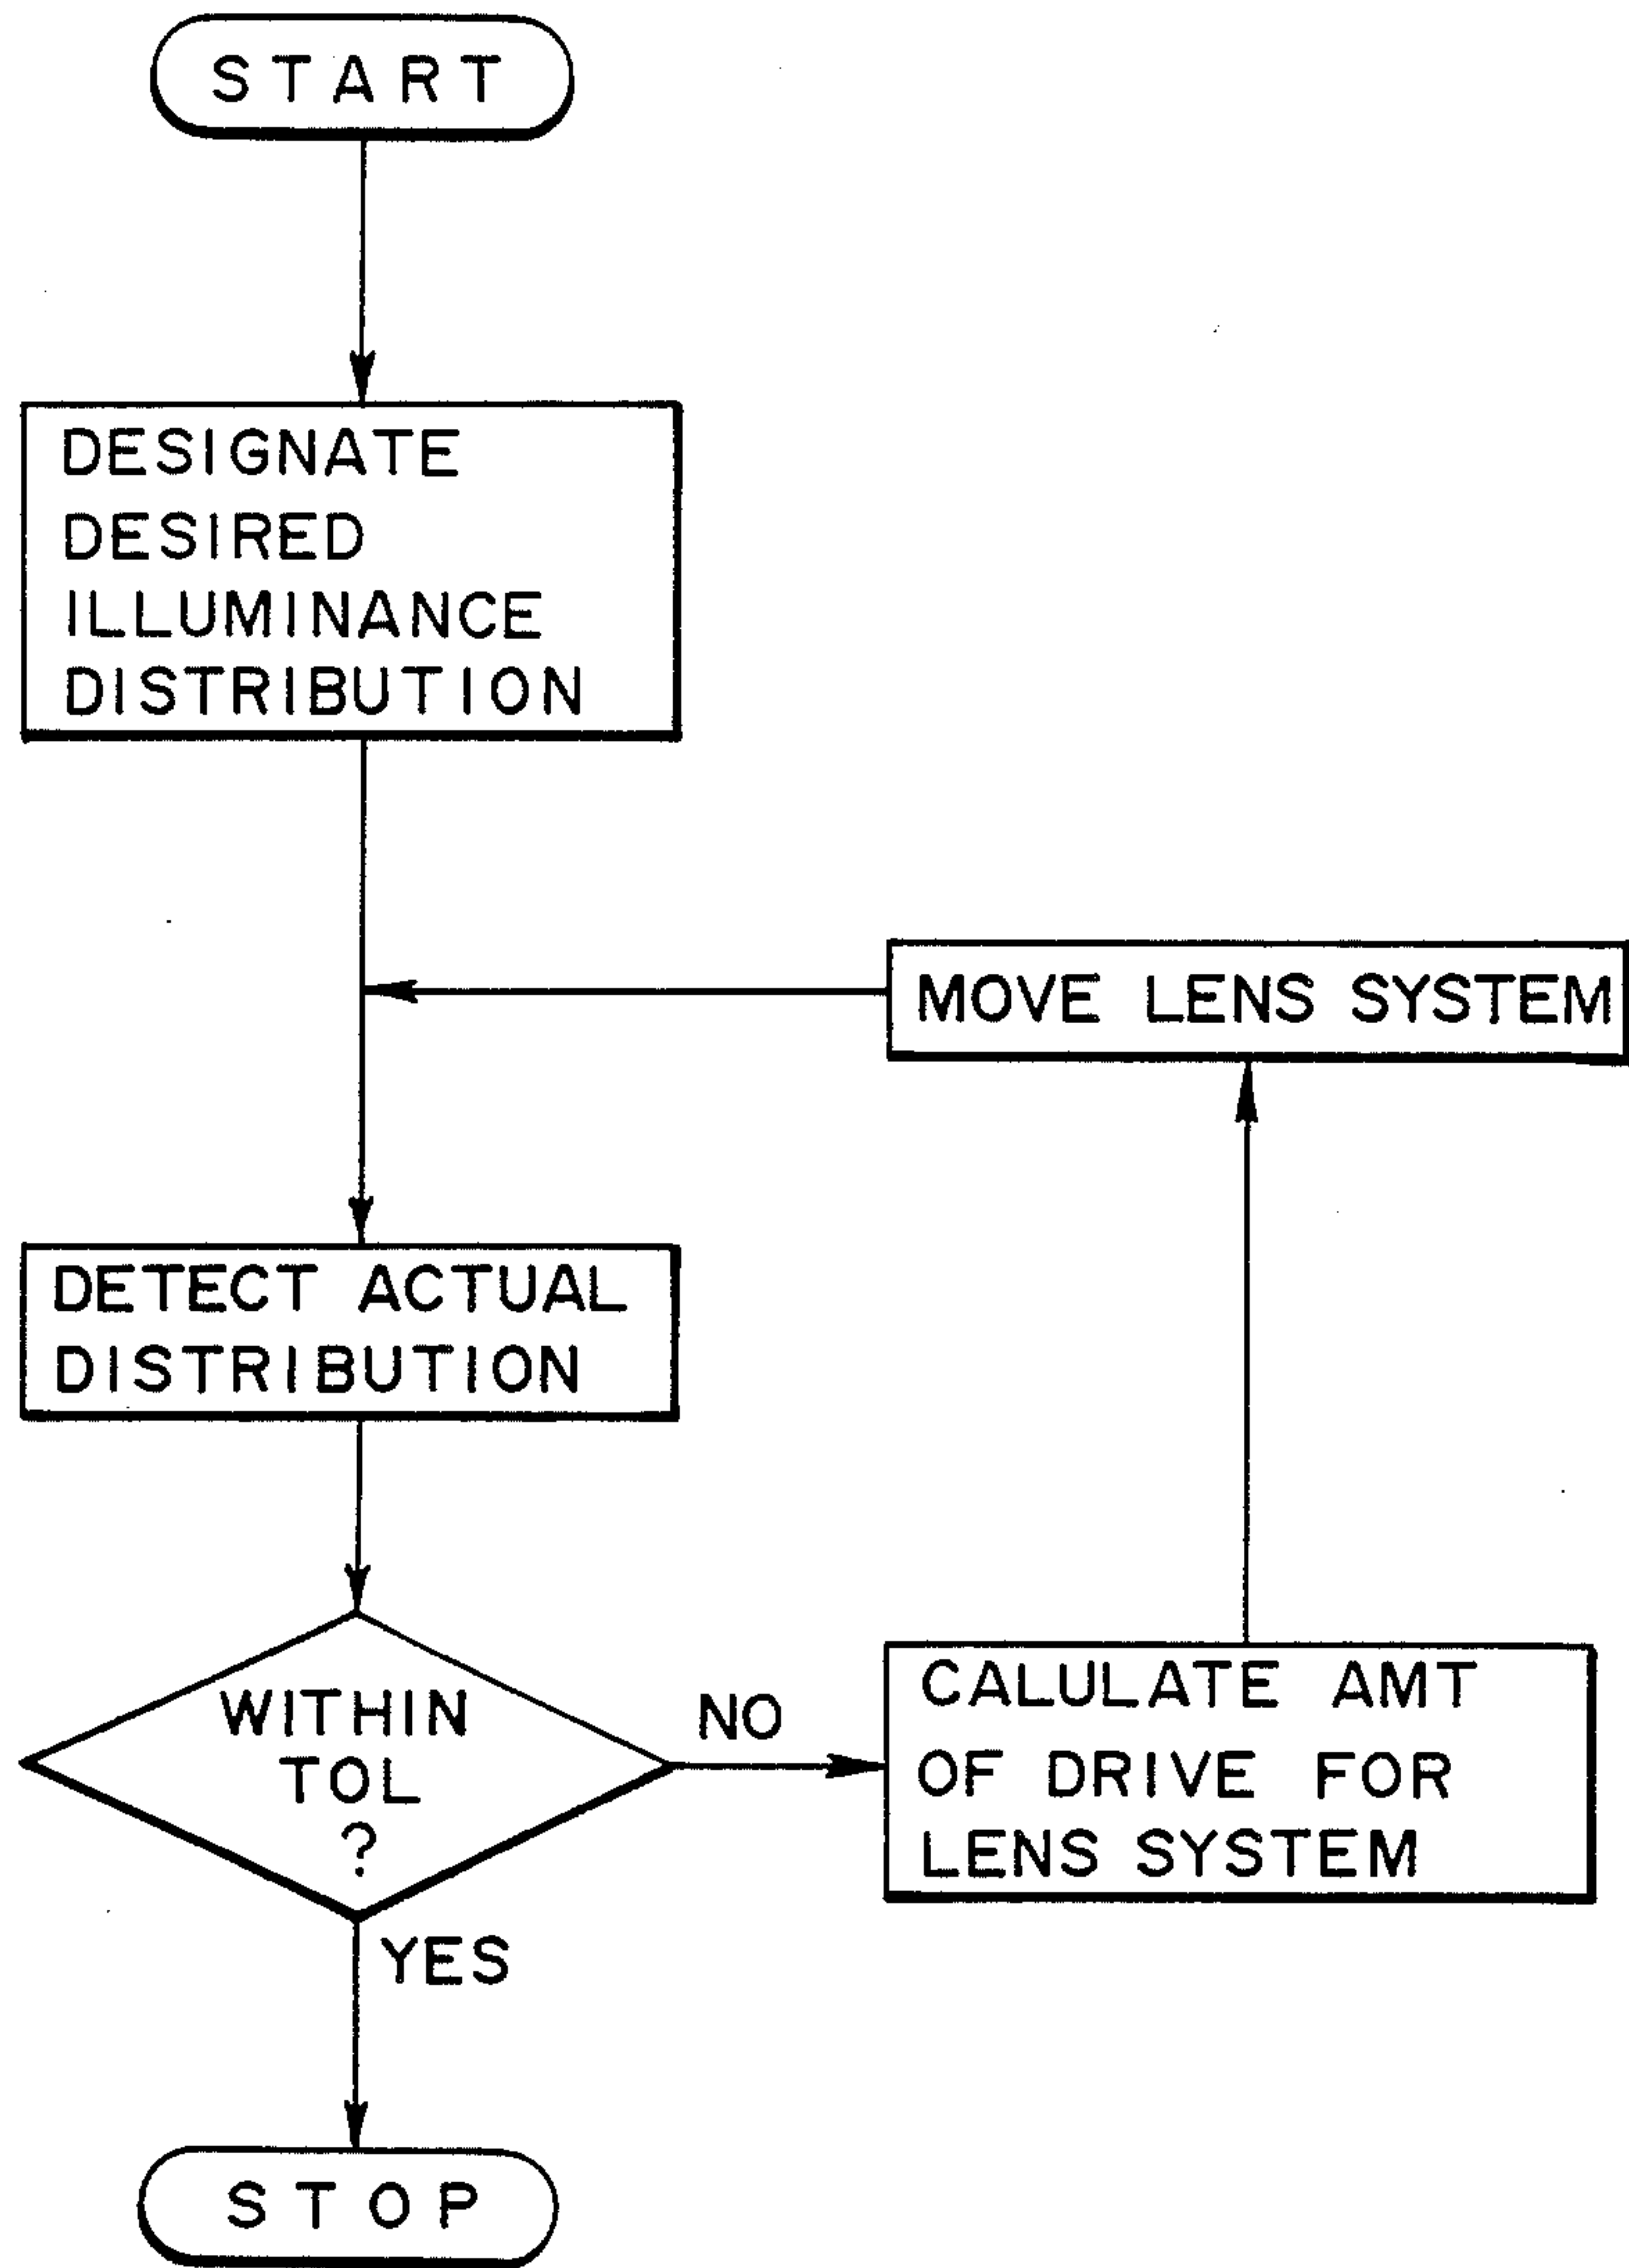 START
DESIGNATE
DESIRED
ILLUMINANCE
DISTRIBUTION
MOVE LENS SYSTEM
DETECT ACTUAL
DISTRIBUTION
WITHIN
TOL
?
NO
CALULATE AMT
OF DRIVE FOR
LENS SYSTEM
YES
STOP